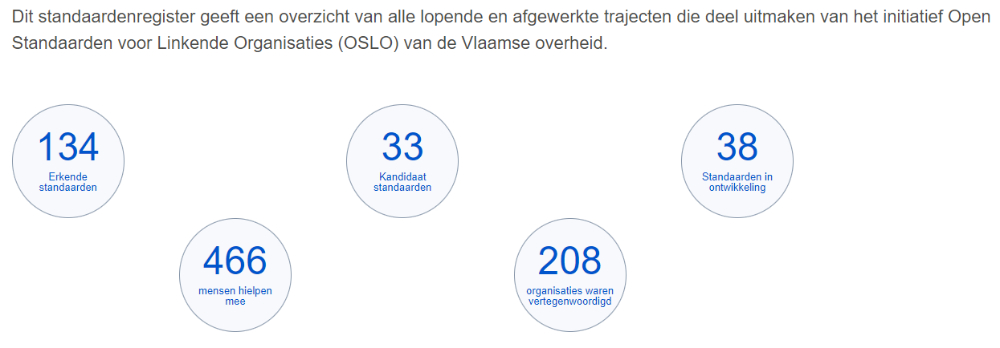 Dit standaardenregister geeft een overzicht van alle lopende en afgewerkte trajecten die deel uitmaken van het initiatief Open
Standaarden voor Linkende Organisaties (OSLO) van de Vlaamse overheid.
134
Erkende
standaarden
33
Kandidaat
standaarden
38
Standaarden in
ontwikkeling
466
mensen hielpen
mee
208
organisaties waren
vertegenwoordigd